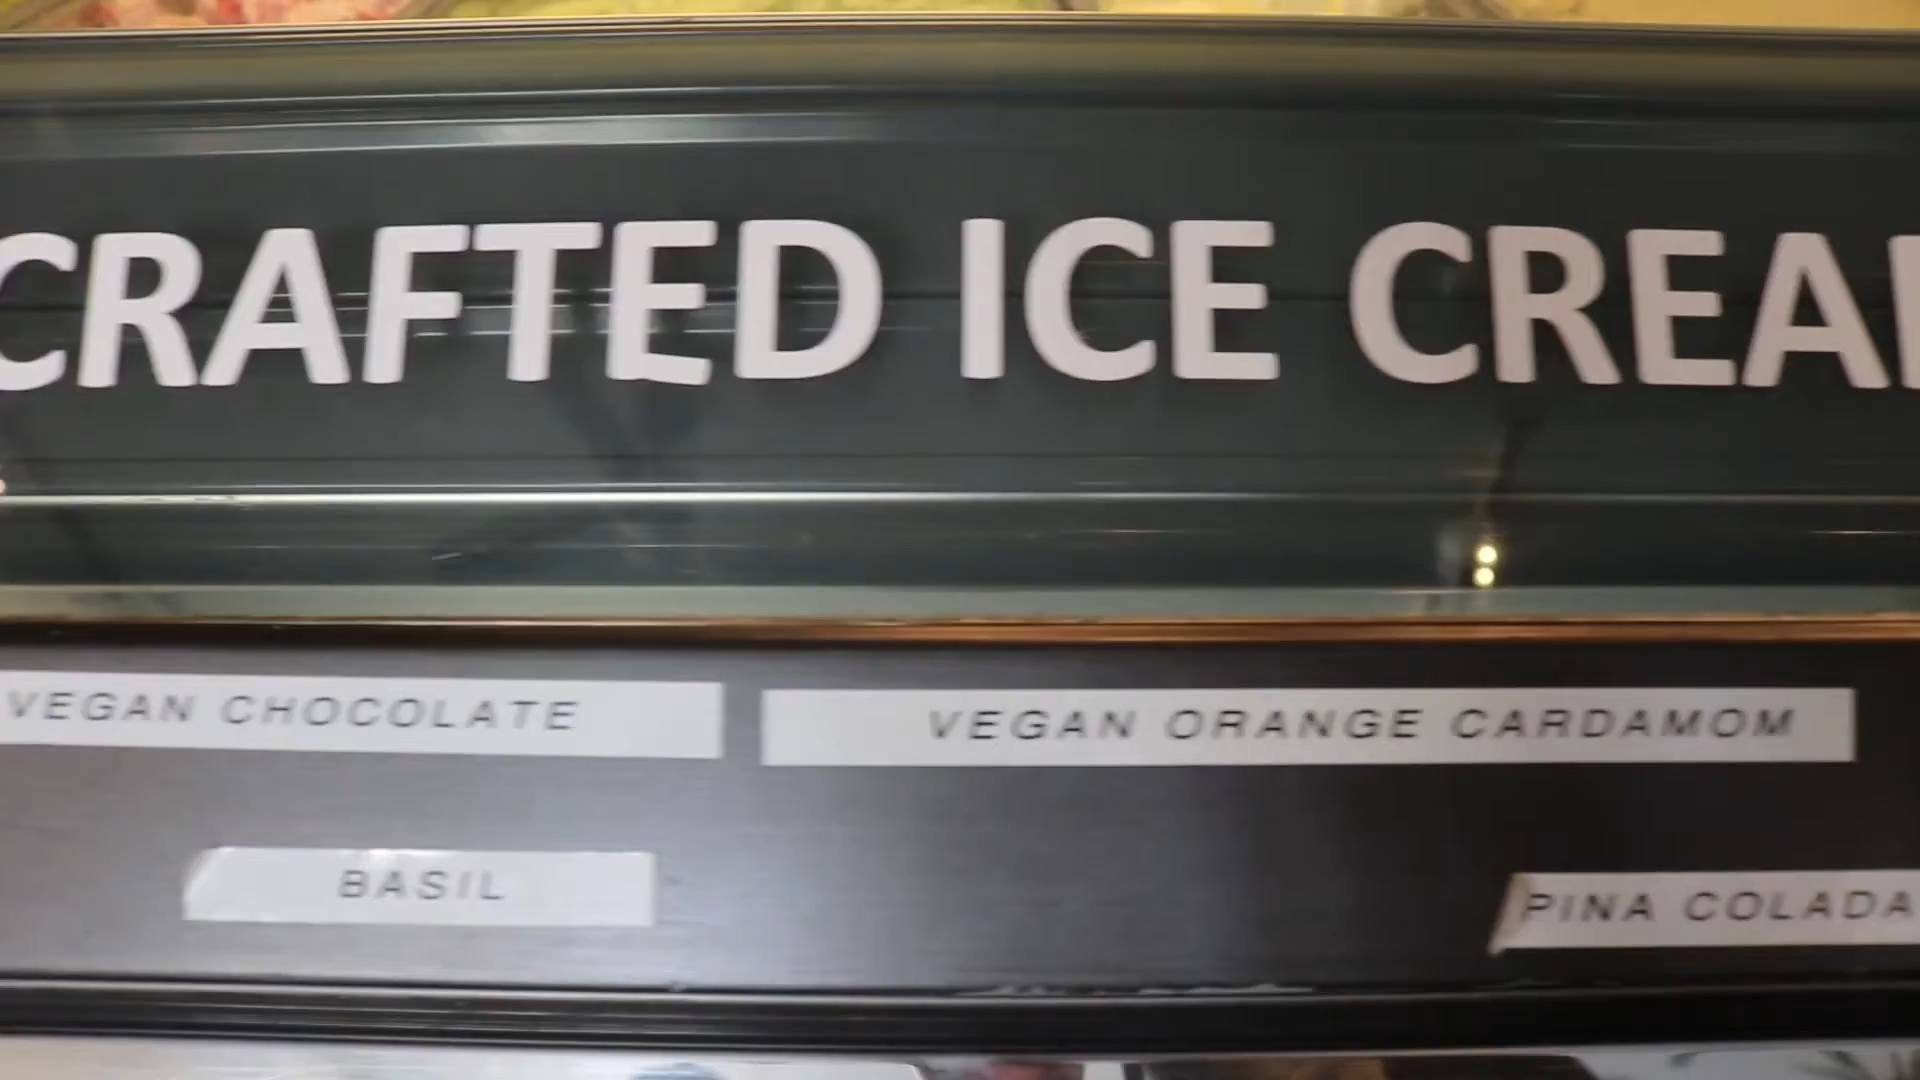 CRAFTED ICE CREA
VEGAN CHOCOLATE
VEGAN ORANGE CARDAMOM
BASIL
PINA COLADA